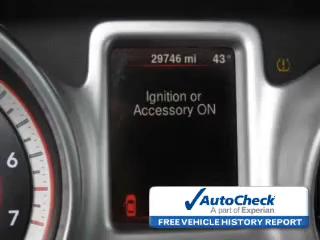 29746 mi 43°
Ignition or
Accessory ON
6
7
AutoCheck
A part of Experian
FREE VEHICLE HISTORY REPORT